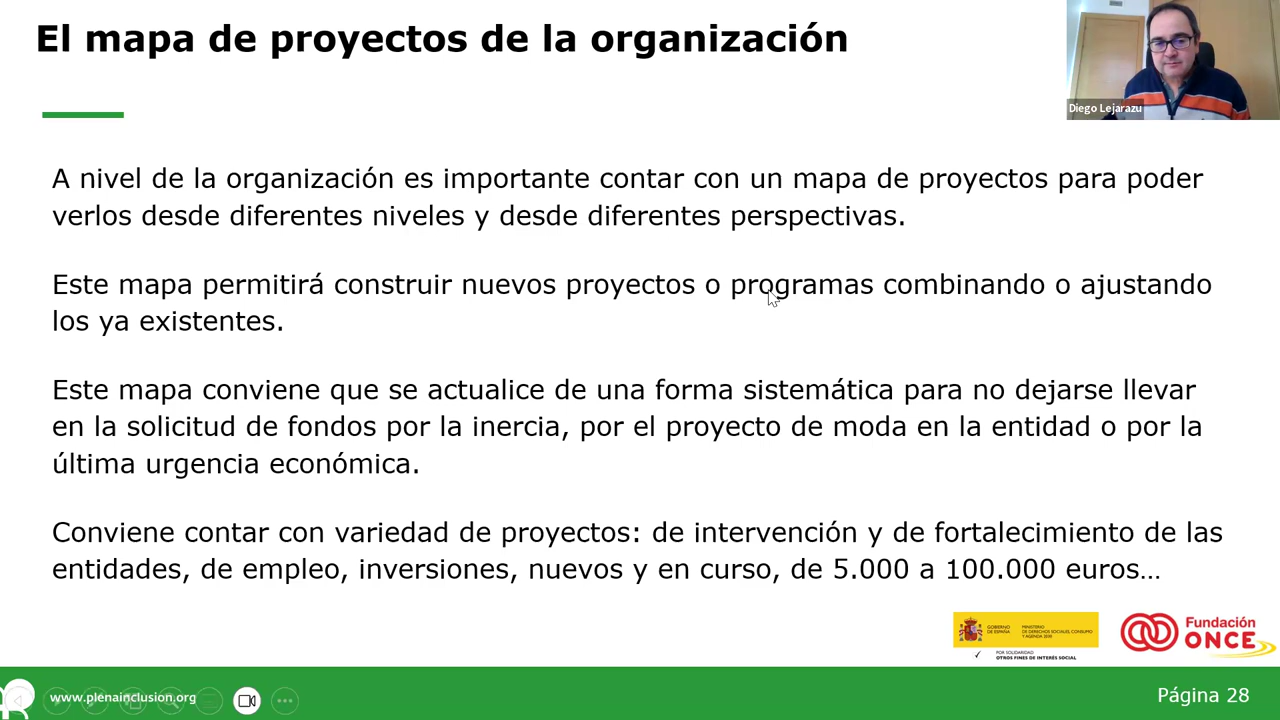 El mapa de proyectos de la organización
Diego Lejarazu
A nivel de la organización es importante contar con un mapa de proyectos para poder
verlos desde diferentes niveles y desde diferentes perspectivas.
Este mapa permitirá construir nuevos proyectos o programas combinando o ajustando
los ya existentes.
Este mapa conviene que se actualice de una forma sistemática para no dejarse llevar
en la solicitud de fondos por la inercia, por el proyecto de moda en la entidad o por la
última urgencia económica.
Conviene contar con variedad de proyectos: de intervención y de fortalecimiento de las
entidades, de empleo, inversiones, nuevos y en curso, de 5.000 a 100.000 euros…
GOBIERNO
DE ESPAÑA
MINISTERIO
DE DERECHOS SOCIALES, CONSUMO
Y AGENDA 2030
POR SOLIDARIDAD
OTROS FINES DE INTERÉS SOCIAL
Fundación
ONCE
www.plenainclusion.org
Página 28